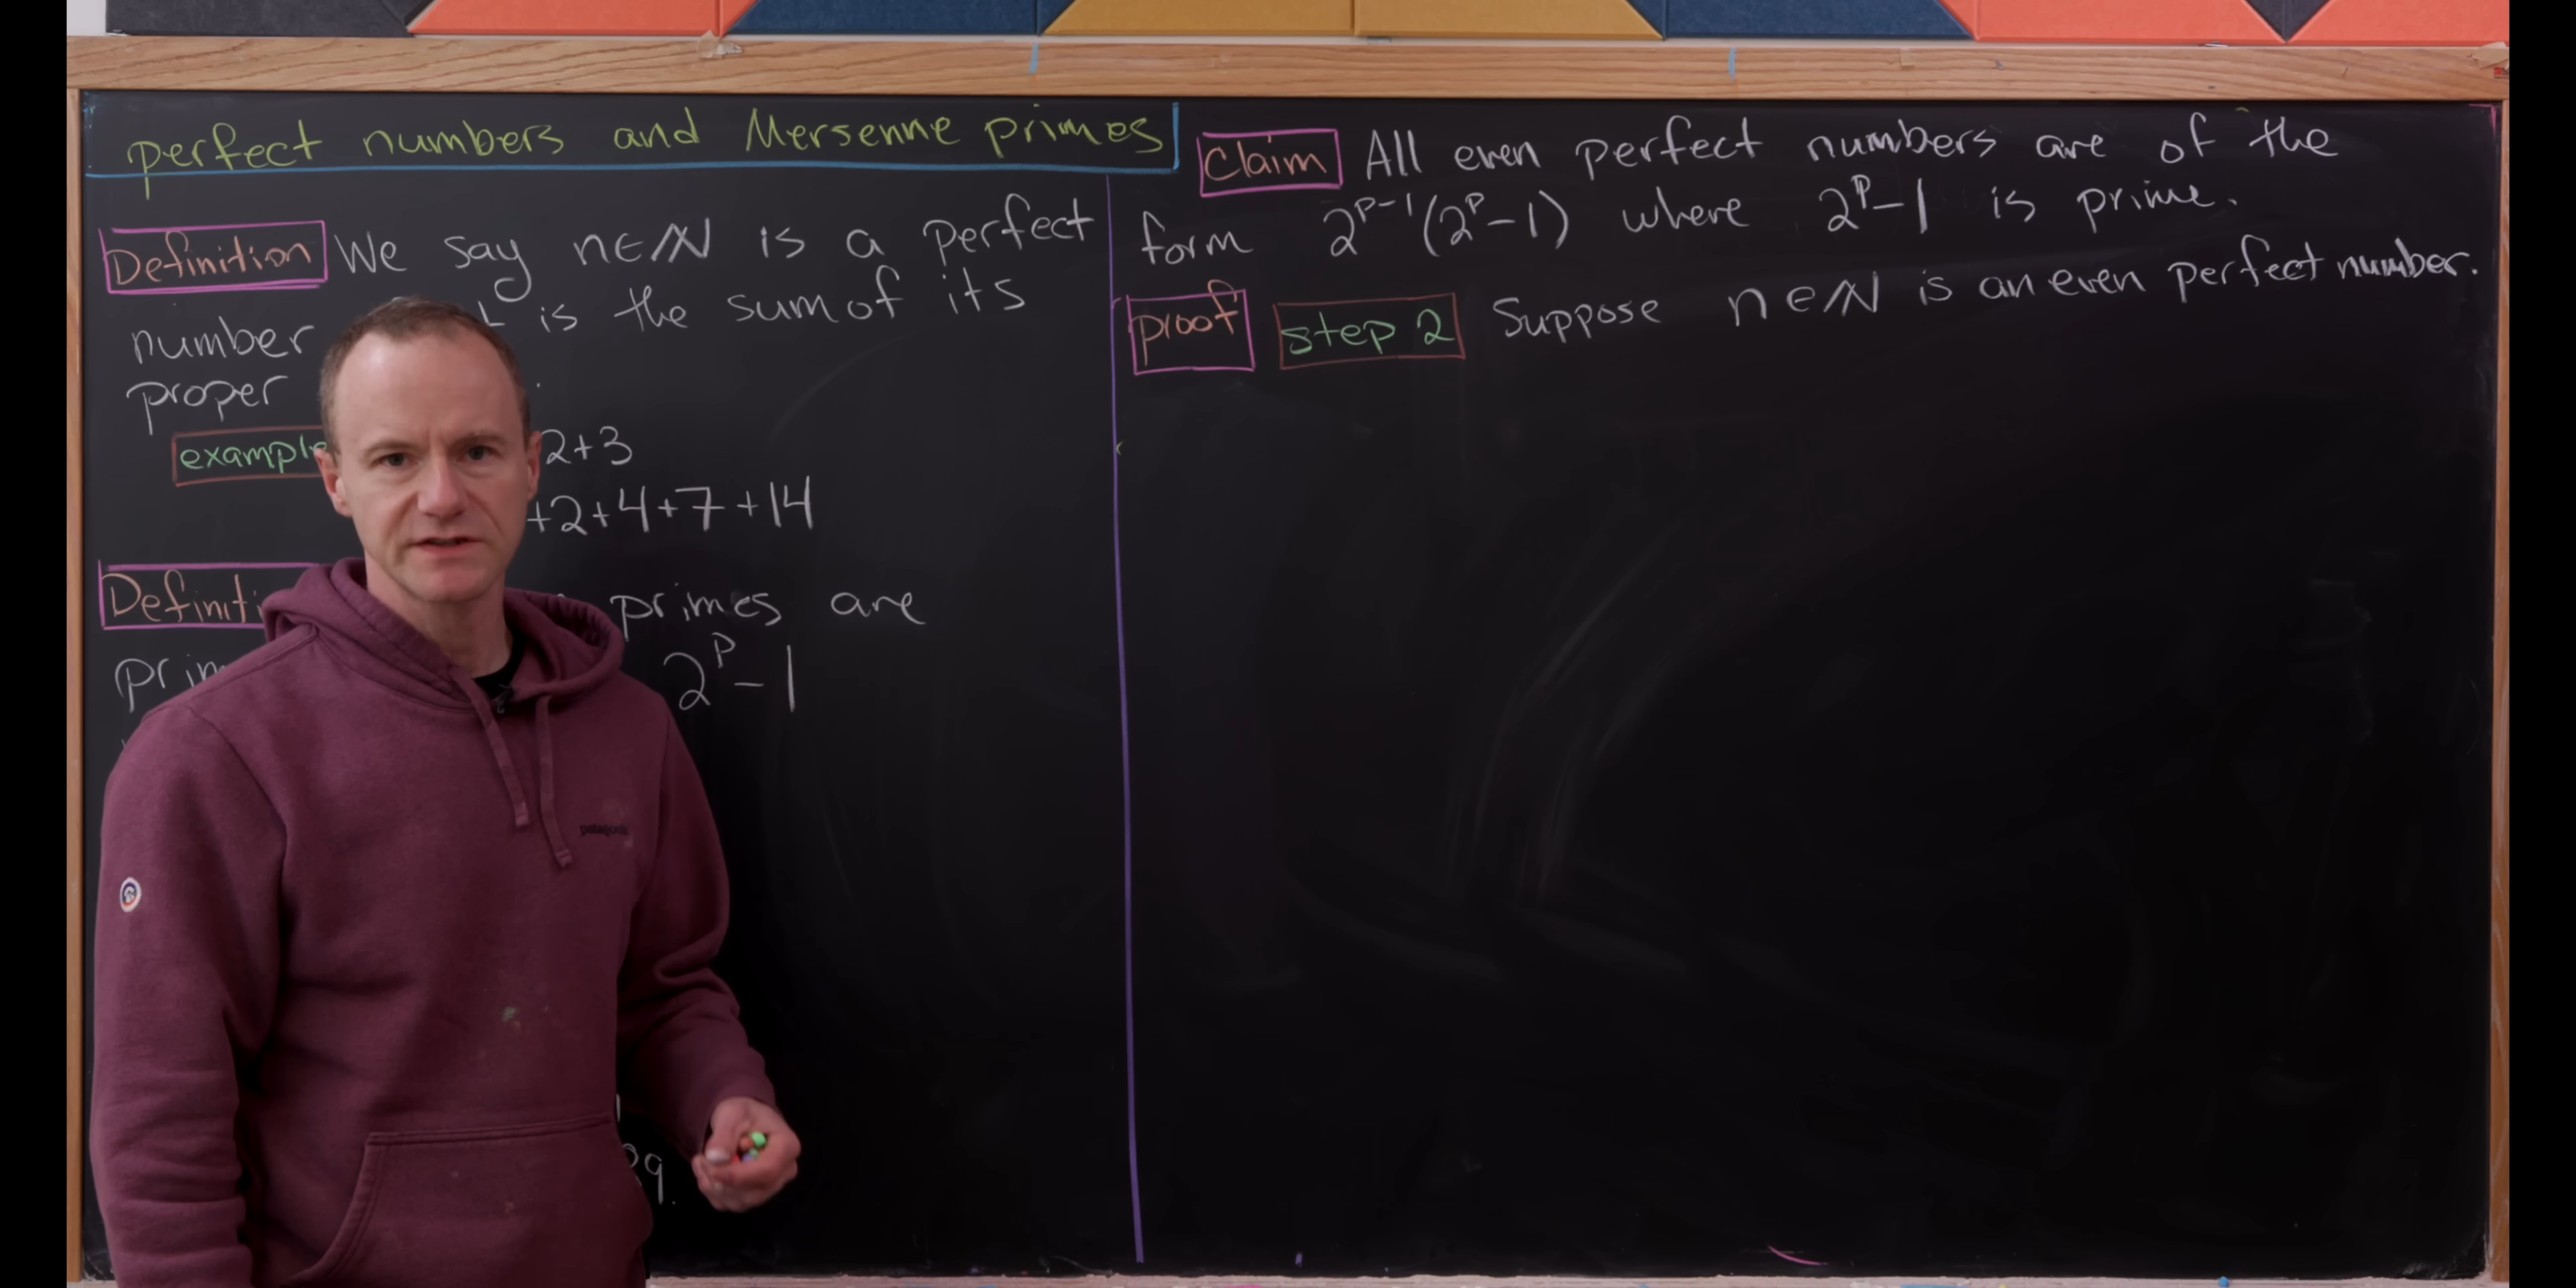 perfect numbers and Mersenne primes
Definition We say n∈ℕ is a perfect
number is the sum of its
proper
example 2+3
+2+4+7+14
primes are
2^p-1
Claim All even perfect numbers are of the
form 2^{p-1}(2^p-1) where 2^p-1 is prime.
proof step 2 Suppose n∈ℕ is an even perfect number.
patagonia